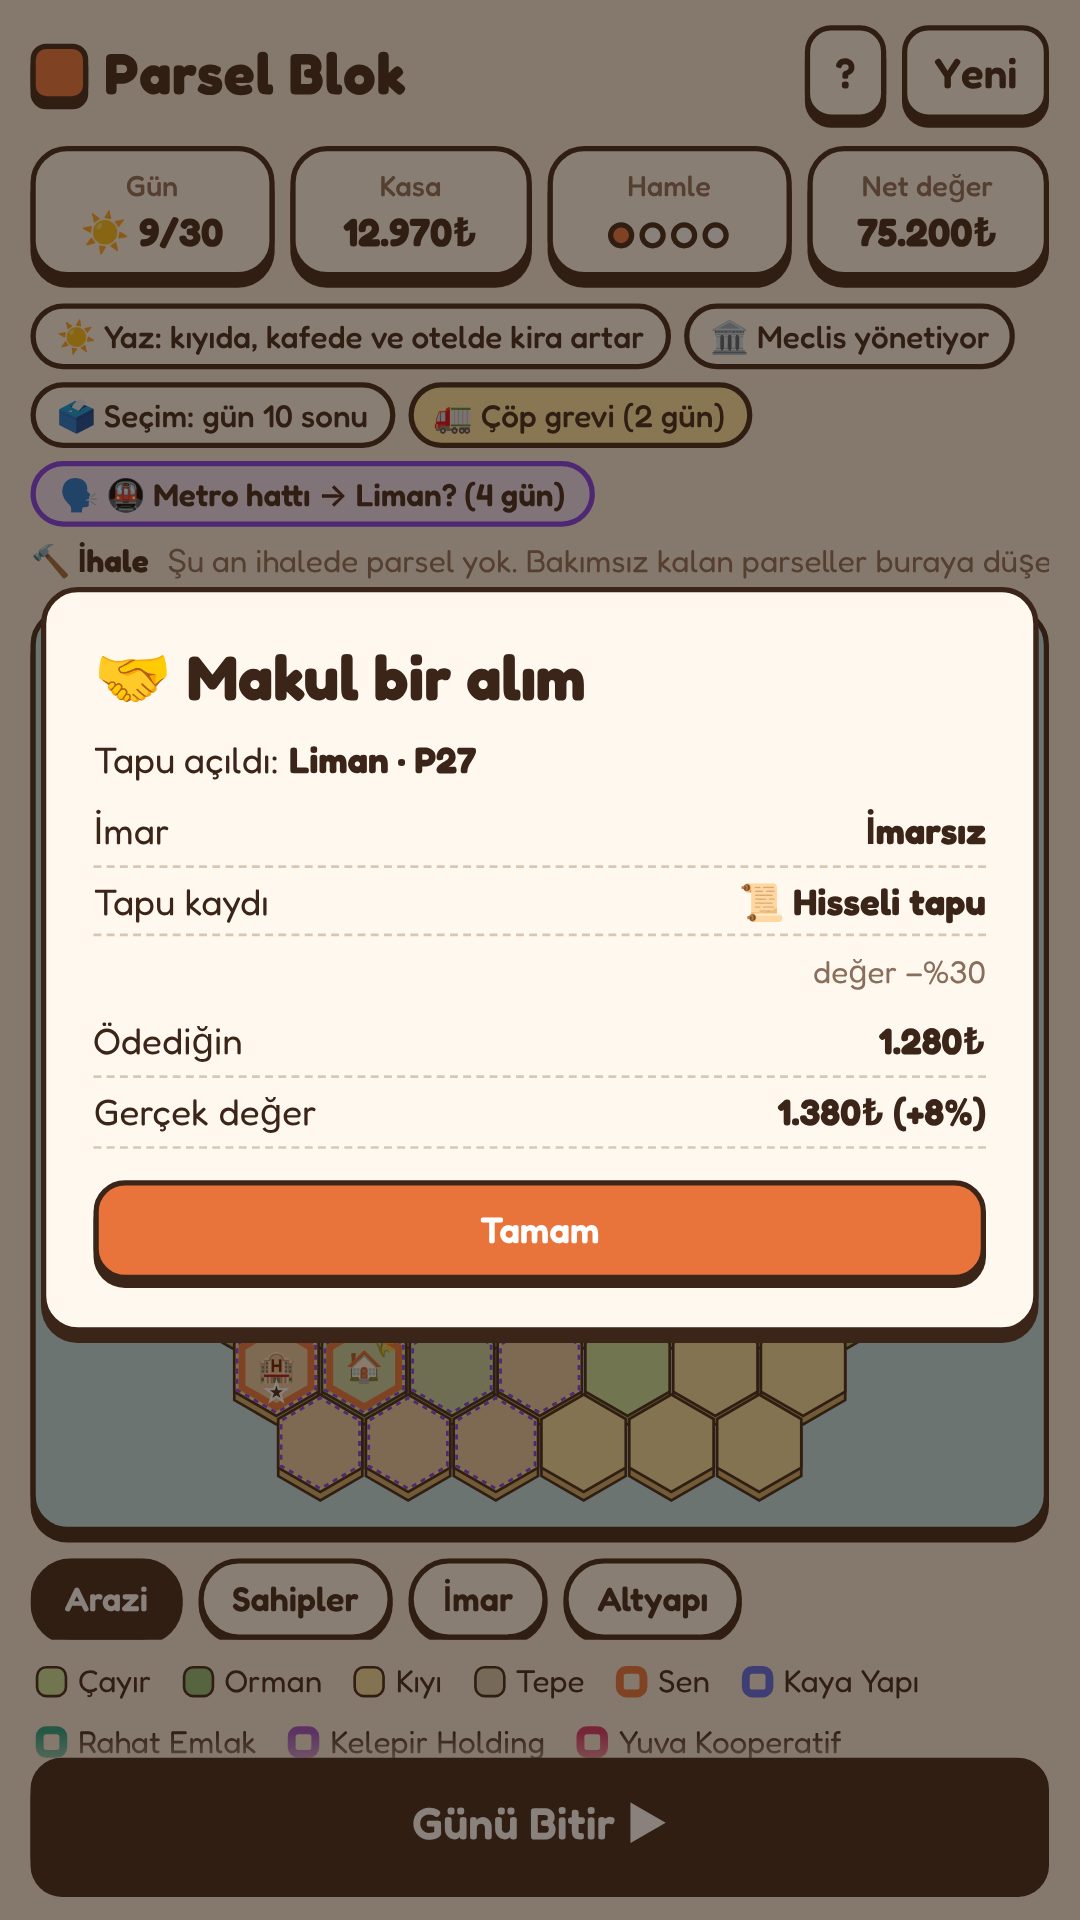 Parsel Blok
?
Yeni
Gün
9/30
Kasa
12.970₺
Hamle
Net değer
75.200₺
Yaz: kıyıda, kafede ve otelde kira artar
Meclis yönetiyor
Seçim: gün 10 sonu
Çöp grevi (2 gün)
Metro hattı → Liman? (4 gün)
İhale Şu an ihalede parsel yok. Bakımsız kalan parseller buraya düşe
Makul bir alım
Tapu açıldı: Liman · P27
İmar İmarsız
Tapu kaydı Hisseli tapu
değer −%30
Ödediğin 1.280₺
Gerçek değer 1.380₺ (+8%)
Tamam
H
Arazi
Sahipler
İmar
Altyapı
Çayır Orman Kıyı Tepe Sen Kaya Yapı
Rahat Emlak Kelepir Holding Yuva Kooperatif
Günü Bitir ▶